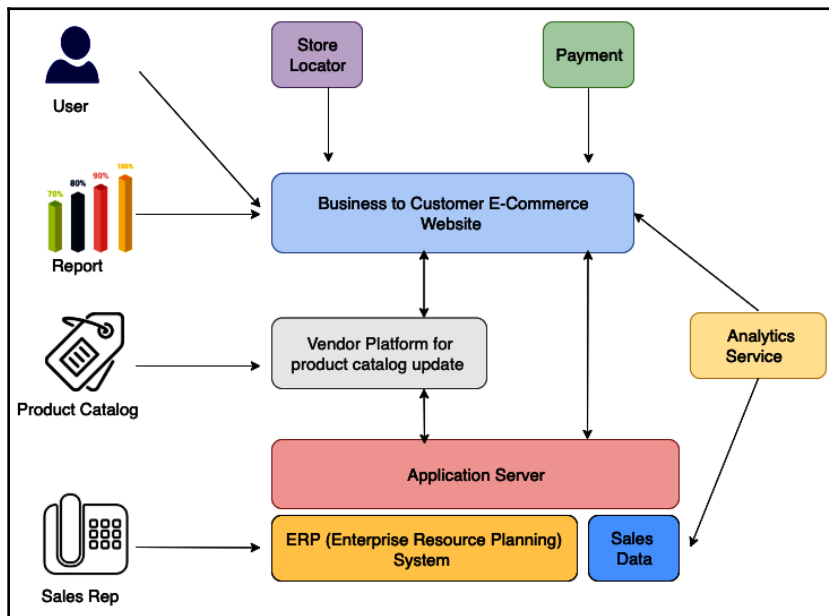 Store
Locator
Payment
User
Business to Customer E-Commerce
Website
70%
80%
90%
100%
Report
Vendor Platform for
product catalog update
Analytics
Service
Product Catalog
Application Server
ERP (Enterprise Resource Planning)
System
Sales
Data
Sales Rep